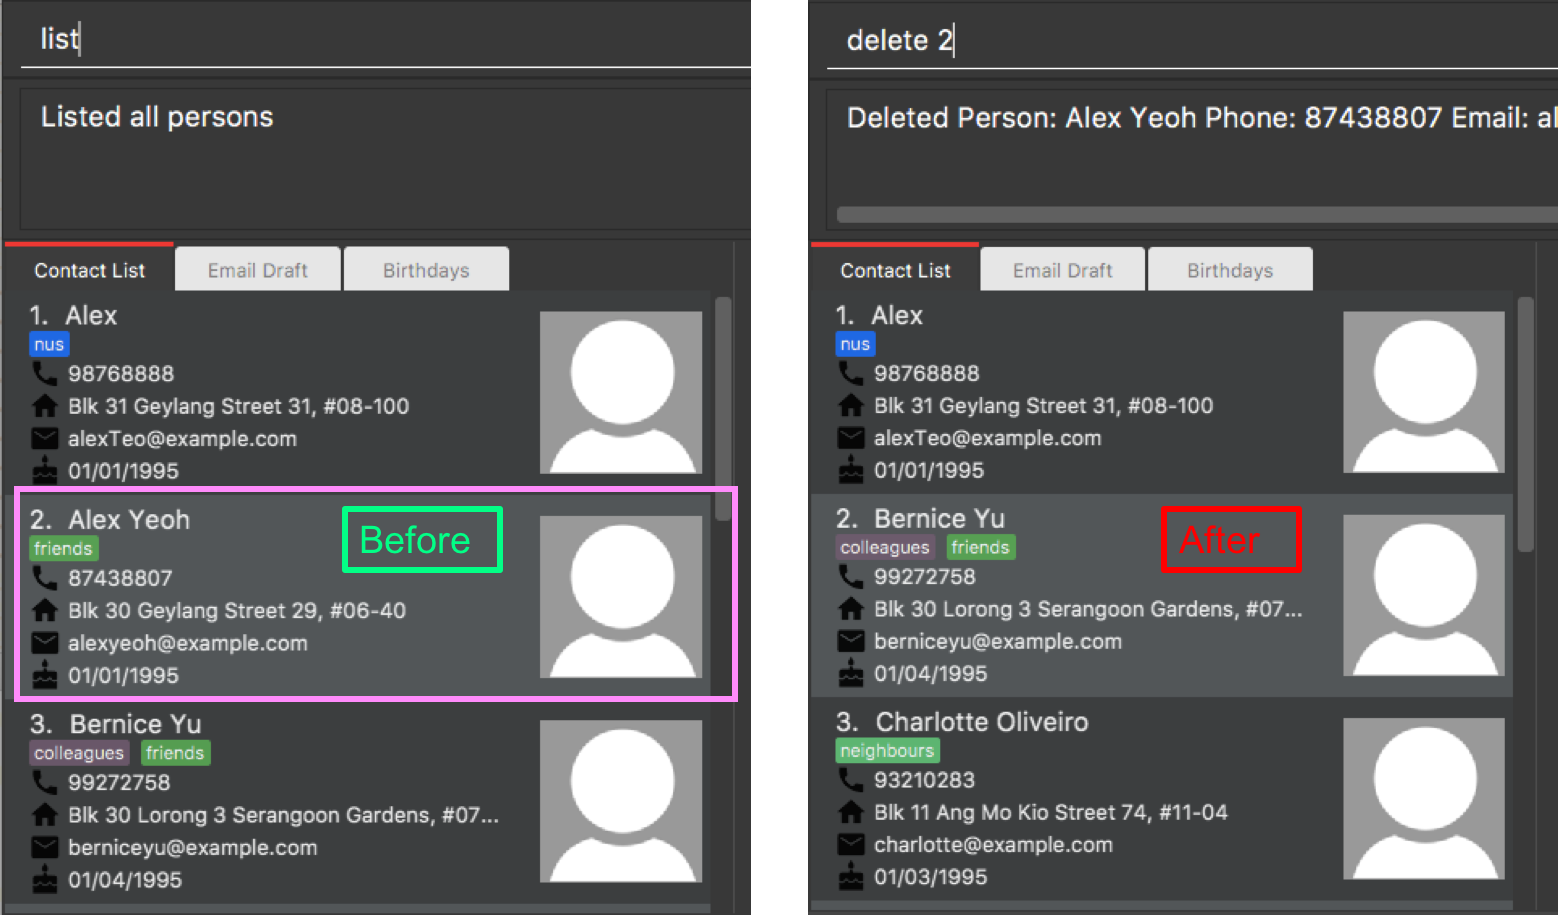 list
Listed all persons
Contact List
Email Draft
Birthdays
1. Alex
nus
98768888
Blk 31 Geylang Street 31, #08-100
alexTeo@example.com
01/01/1995
2. Alex Yeoh
Before
friends
87438807
Blk 30 Geylang Street 29, #06-40
alexyeoh@example.com
01/01/1995
3. Bernice Yu
colleagues friends
99272758
Blk 30 Lorong 3 Serangoon Gardens, #07...
berniceyu@example.com
01/04/1995
delete 2
Deleted Person: Alex Yeoh Phone: 87438807 Email: al
Contact List
Email Draft
Birthdays
1. Alex
nus
98768888
Blk 31 Geylang Street 31, #08-100
alexTeo@example.com
01/01/1995
2. Bernice Yu
After
colleagues friends
99272758
Blk 30 Lorong 3 Serangoon Gardens, #07...
berniceyu@example.com
01/04/1995
3. Charlotte Oliveiro
neighbours
93210283
Blk 11 Ang Mo Kio Street 74, #11-04
charlotte@example.com
01/03/1995